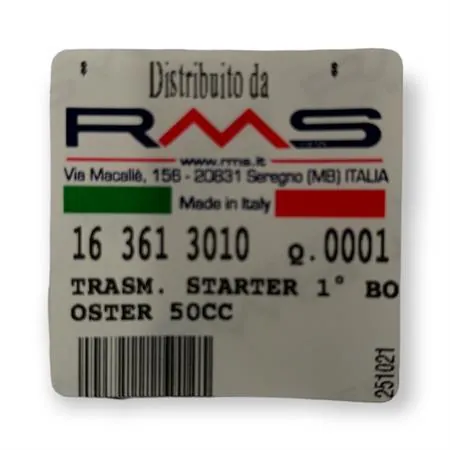 $ $
Distribuito da
RMS
www.rms.it
Via Macallè, 156 - 20831 Seregno (MB) ITALIA
Made in Italy
16 361 3010 Q.0001
TRASM. STARTER 1° BO
OSTER 50CC
251021